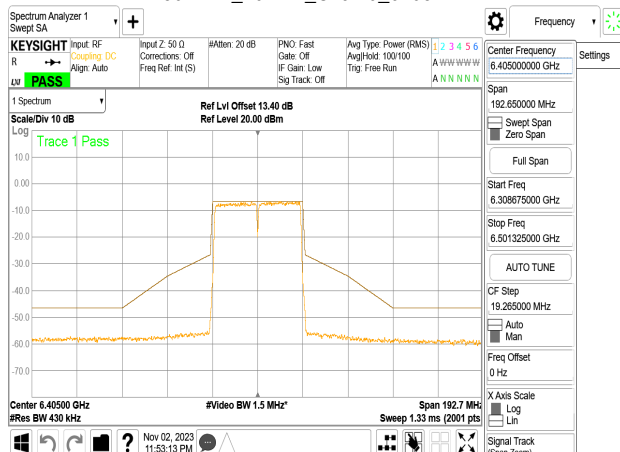 Spectrum Analyzer 1
Swept SA
Frequency
KEYSIGHT
R
LXI
PASS
Input: RF
Coupling: DC
Align: Auto
Input Z: 50 Ω
Corrections: Off
Freq Ref: Int (S)
#Atten: 20 dB
PNO: Fast
Gate: Off
IF Gain: Low
Sig Track: Off
Avg Type: Power (RMS)
Avg|Hold: 100/100
Trig: Free Run
1 2 3 4 5 6
A W W W W W
A N N N N N
Center Frequency
6.405000000 GHz
Settings
1 Spectrum
Scale/Div 10 dB
Ref Lvl Offset 13.40 dB
Ref Level 20.00 dBm
Span
192.650000 MHz
Swept Span
Zero Span
Full Span
Log
Trace 1 Pass
10.0
0.00
-10.0
-20.0
-30.0
-40.0
-50.0
-60.0
-70.0
Start Freq
6.308675000 GHz
Stop Freq
6.501325000 GHz
AUTO TUNE
CF Step
19.265000 MHz
Auto
Man
Freq Offset
0 Hz
X Axis Scale
Log
Lin
Signal Track
(Span Zoom)
Center 6.40500 GHz
#Res BW 430 kHz
#Video BW 1.5 MHz*
Span 192.7 MHz
Sweep 1.33 ms (2001 pts
?
Nov 02, 2023
11:53:13 PM